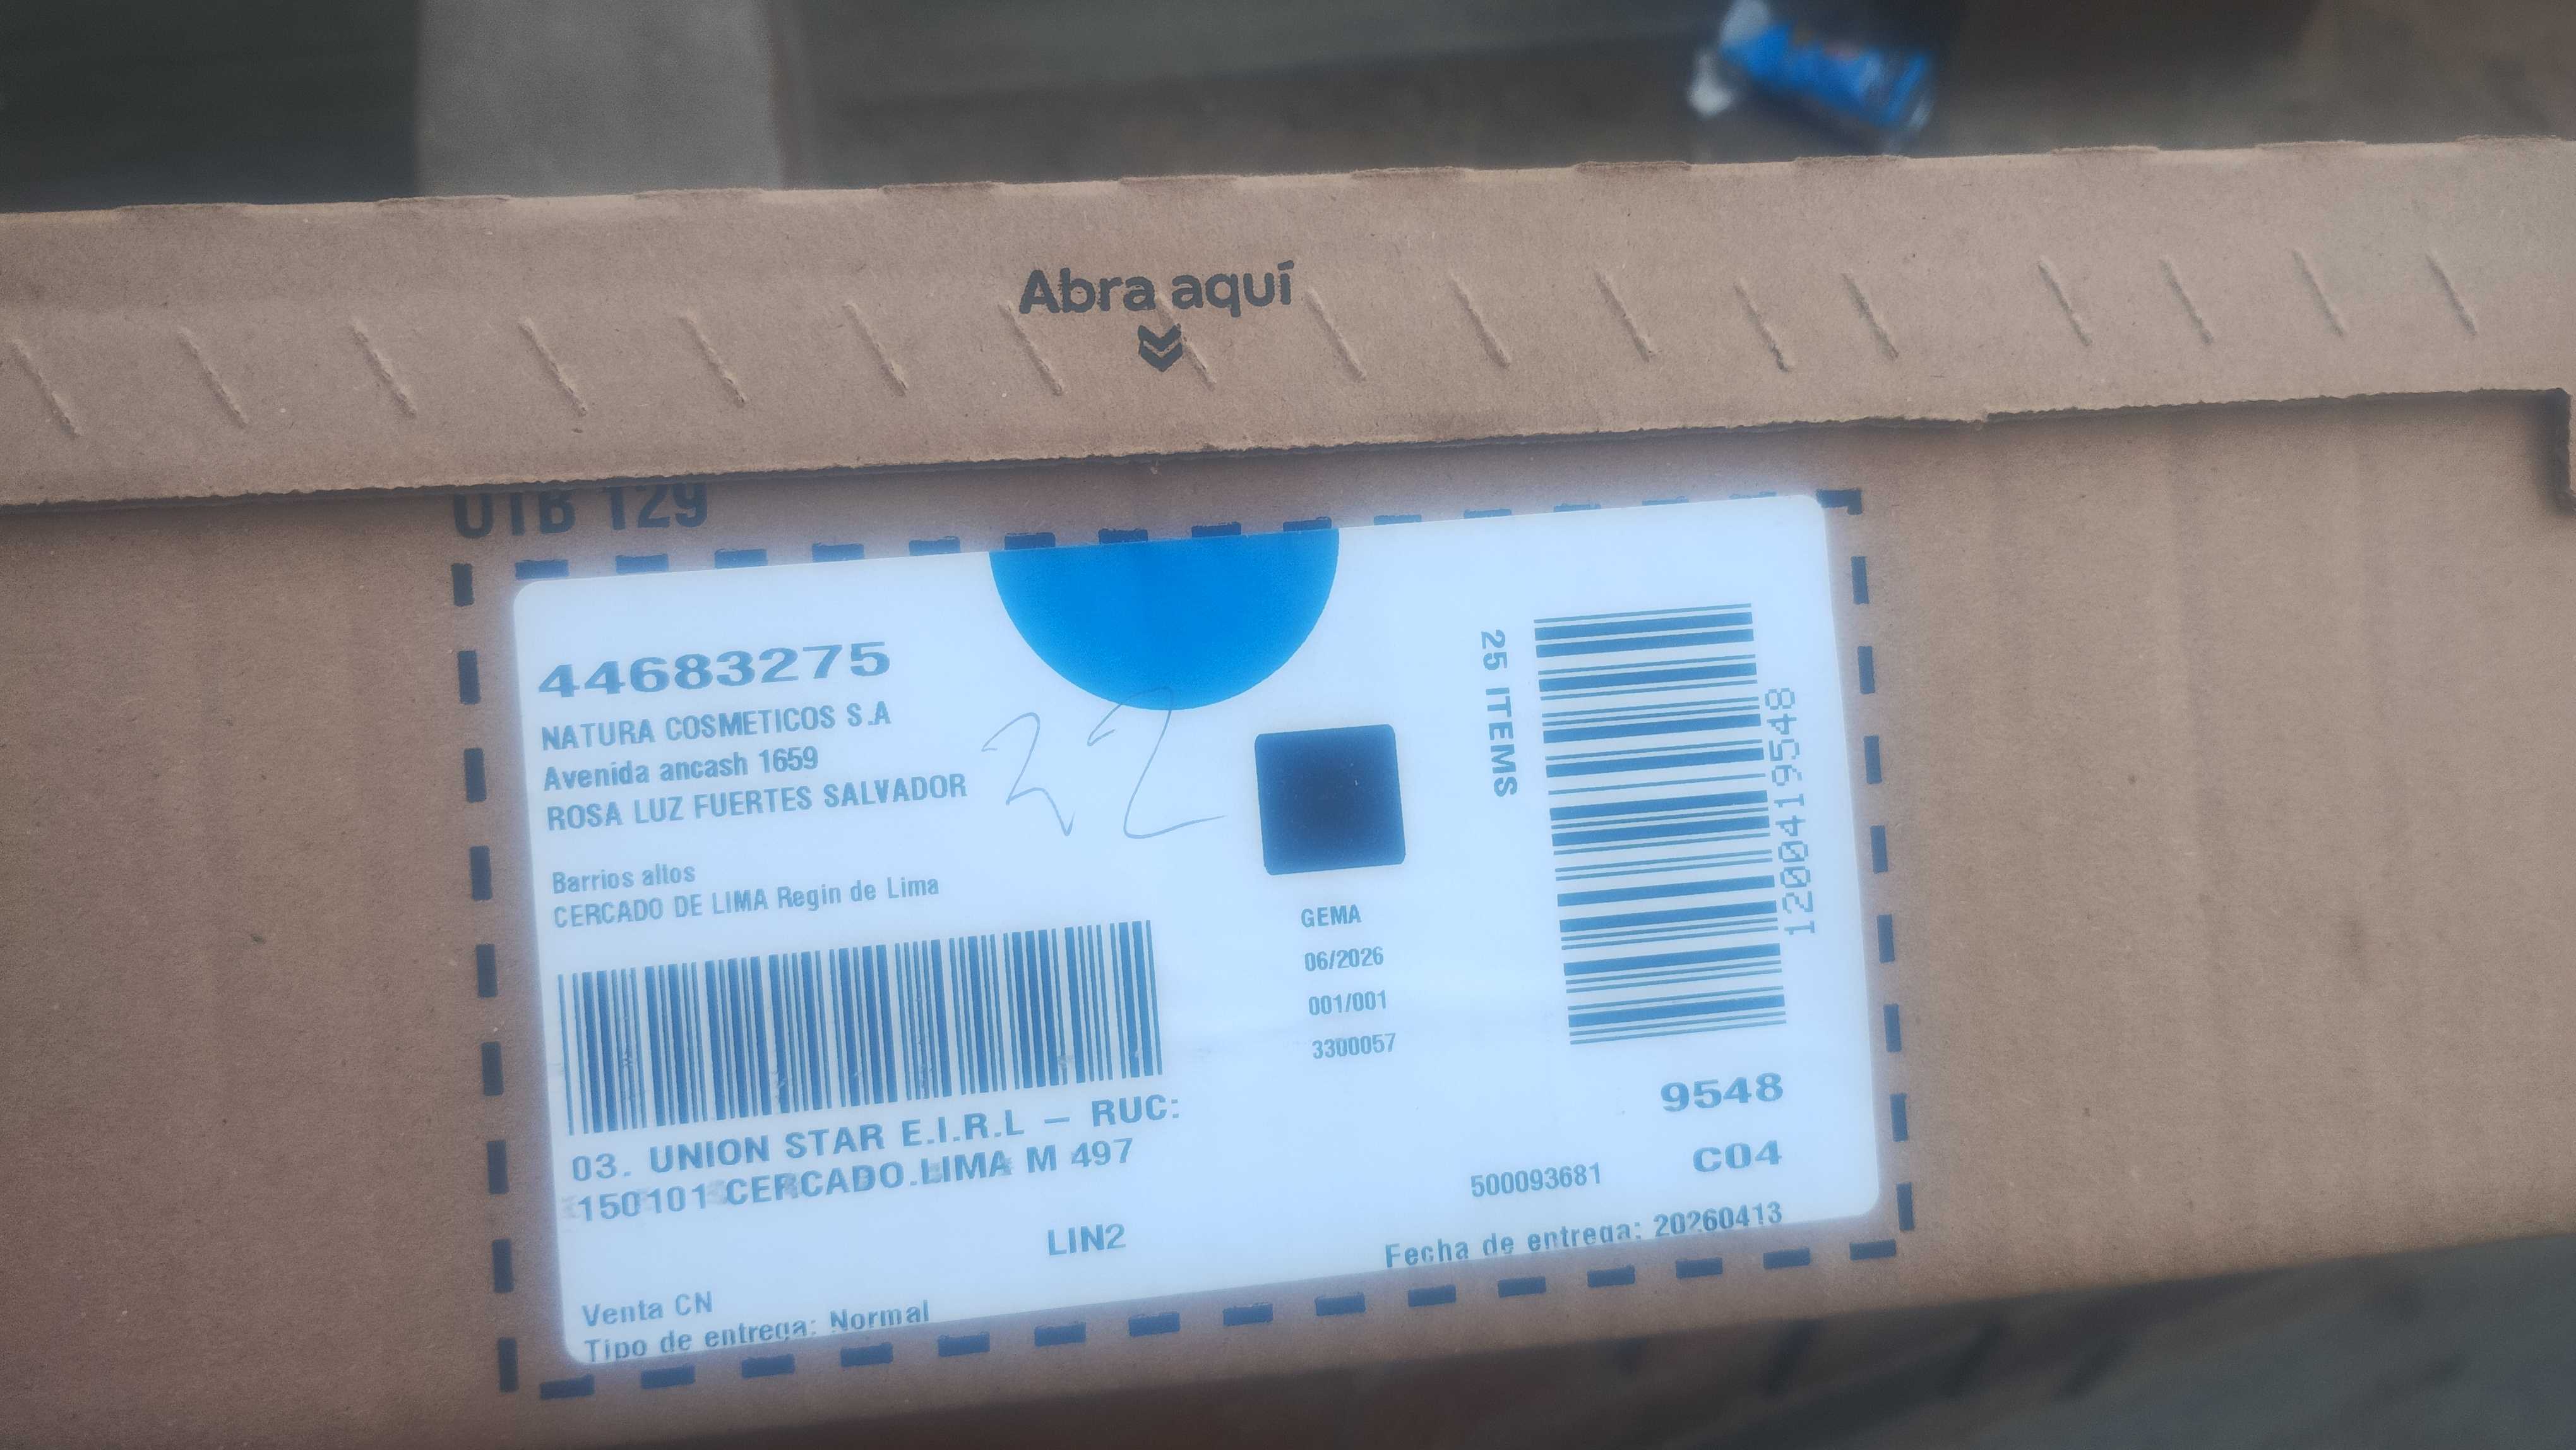 Abra aquí
UTB 129
44683275
NATURA COSMETICOS S.A
Avenida ancash 1659
ROSA LUZ FUERTES SALVADOR
22
Barrios altos
CERCADO DE LIMA Regin de Lima
03. UNION STAR E.I.R.L – RUC:
150101 CERCADO.LIMA M 497
LIN2
Venta CN
Tipo de entrega: Normal
GEMA
06/2026
001/001
3300057
25 ITEMS
1200419548
9548
C04
500093681
Fecha de entrega: 20260413